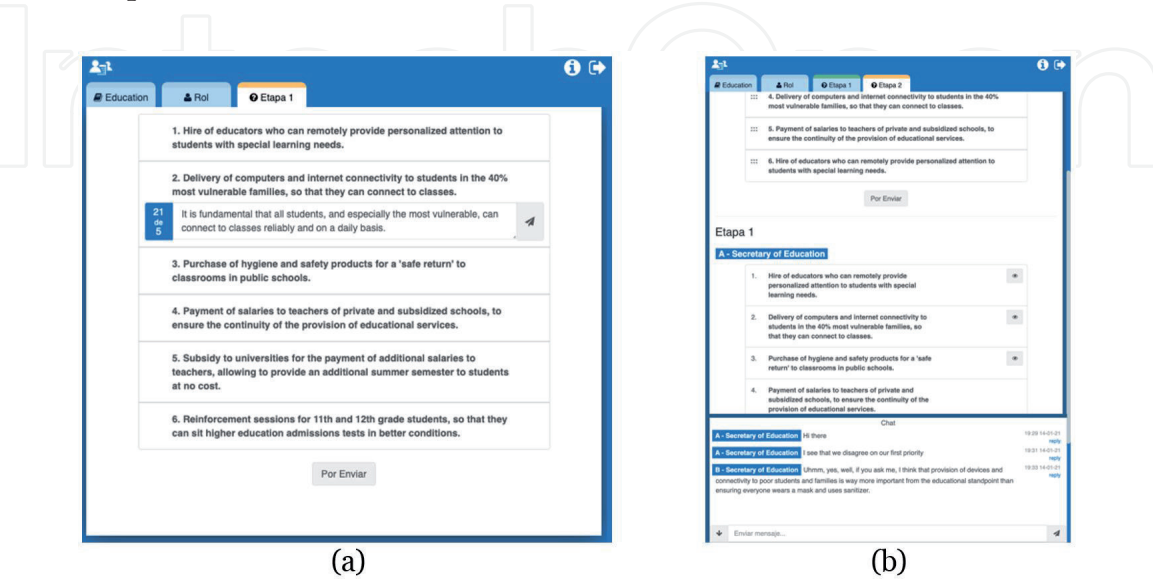 Education
Rol
Etapa 1
1. Hire of educators who can remotely provide personalized attention to
students with special learning needs.
2. Delivery of computers and internet connectivity to students in the 40%
most vulnerable families, so that they can connect to classes.
21
de
5
It is fundamental that all students, and especially the most vulnerable, can
connect to classes reliably and on a daily basis.
3. Purchase of hygiene and safety products for a 'safe return' to
classrooms in public schools.
4. Payment of salaries to teachers of private and subsidized schools, to
ensure the continuity of the provision of educational services.
5. Subsidy to universities for the payment of additional salaries to
teachers, allowing to provide an additional summer semester to students
at no cost.
6. Reinforcement sessions for 11th and 12th grade students, so that they
can sit higher education admissions tests in better conditions.
Por Enviar
(a)
Education
Rol
Etapa 1
Etapa 2
4. Delivery of computers and internet connectivity to students in the 40%
most vulnerable families, so that they can connect to classes.
5. Payment of salaries to teachers of private and subsidized schools, to
ensure the continuity of the provision of educational services.
6. Hire of educators who can remotely provide personalized attention to
students with special learning needs.
Por Enviar
Etapa 1
A - Secretary of Education
1. Hire of educators who can remotely provide
personalized attention to students with special
learning needs.
2. Delivery of computers and internet connectivity to
students in the 40% most vulnerable families, so
that they can connect to classes.
3. Purchase of hygiene and safety products for a 'safe
return' to classrooms in public schools.
4. Payment of salaries to teachers of private and
subsidized schools, to ensure the continuity of the
provision of educational services.
Chat
A - Secretary of Education Hi there
19:29 14-01-21
reply
A - Secretary of Education I see that we disagree on our first priority
19:31 14-01-21
reply
B - Secretary of Education Uhmm, yes, well, if you ask me, I think that provision of devices and
connectivity to poor students and families is way more important from the educational standpoint than
ensuring everyone wears a mask and uses sanitizer.
19:33 14-01-21
reply
Enviar mensaje...
(b)